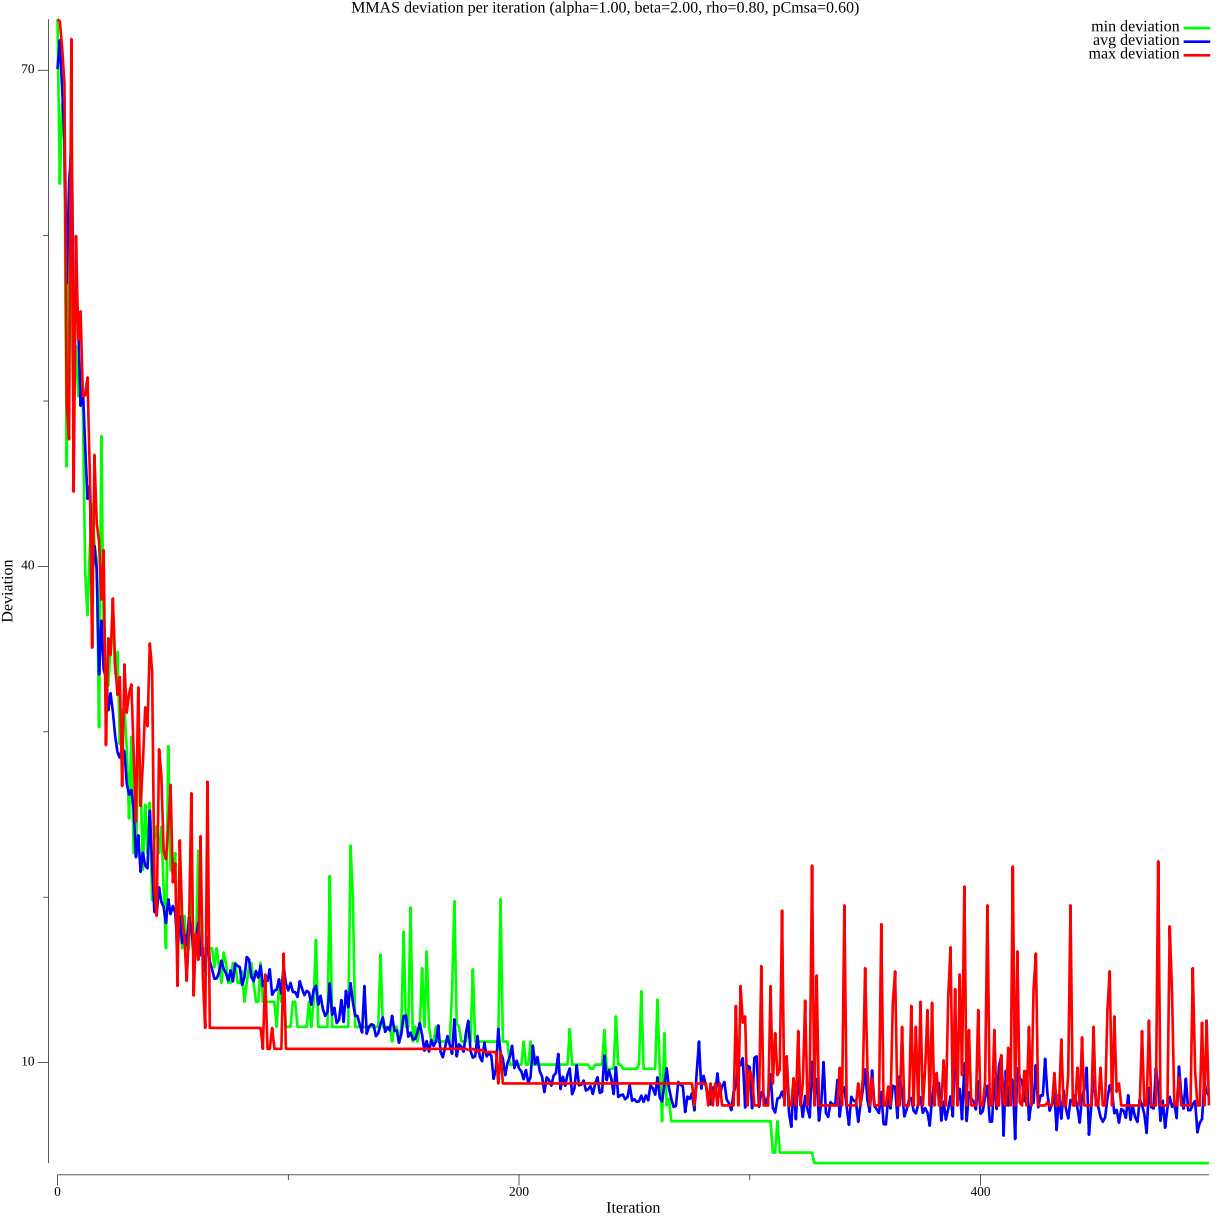 MMAS deviation per iteration (alpha=1.00, beta=2.00, rho=0.80, pCmsa=0.60)
min deviation
avg deviation
max deviation
70
40
10
Deviation
0
200
400
Iteration